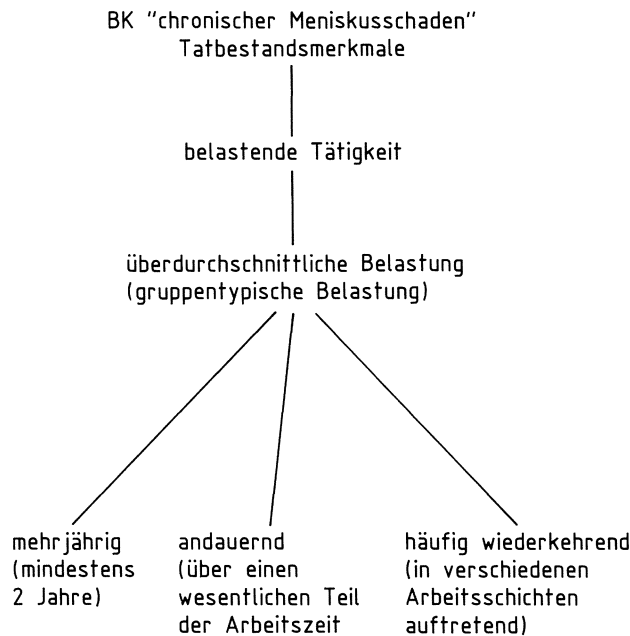 BK "chronischer Meniskusschaden"
Tatbestandsmerkmale
belastende Tätigkeit
überdurchschnittliche Belastung
(gruppentypische Belastung)
mehrjährig
(mindestens
2 Jahre)
andauernd
(über einen
wesentlichen Teil
der Arbeitszeit
häufig wiederkehrend
(in verschiedenen
Arbeitsschichten
auftretend)